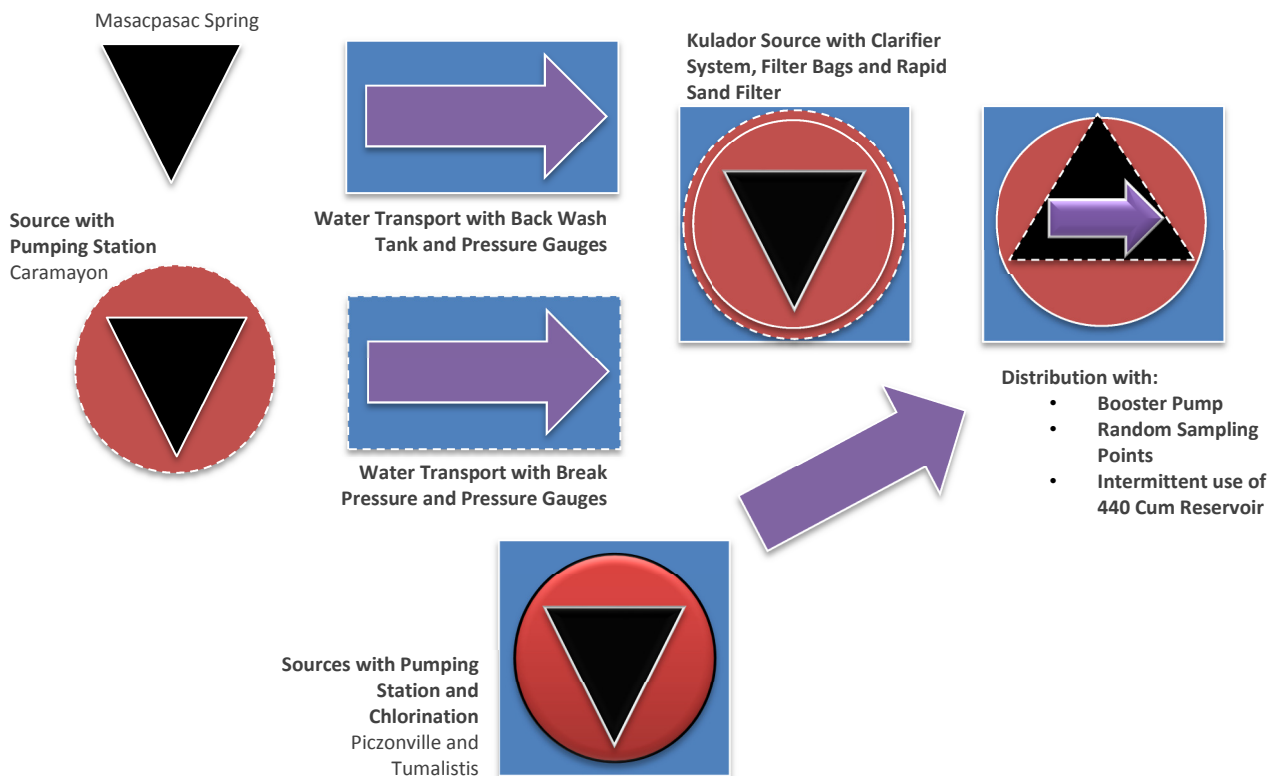 Masacpasac Spring
Source with
Pumping Station
Caramayon
Water Transport with Back Wash
Tank and Pressure Gauges
Water Transport with Break
Pressure and Pressure Gauges
Kulador Source with Clarifier
System, Filter Bags and Rapid
Sand Filter
Distribution with:
• Booster Pump
• Random Sampling
Points
• Intermittent use of
440 Cum Reservoir
Sources with Pumping
Station and
Chlorination
Piczonville and
Tumalistis